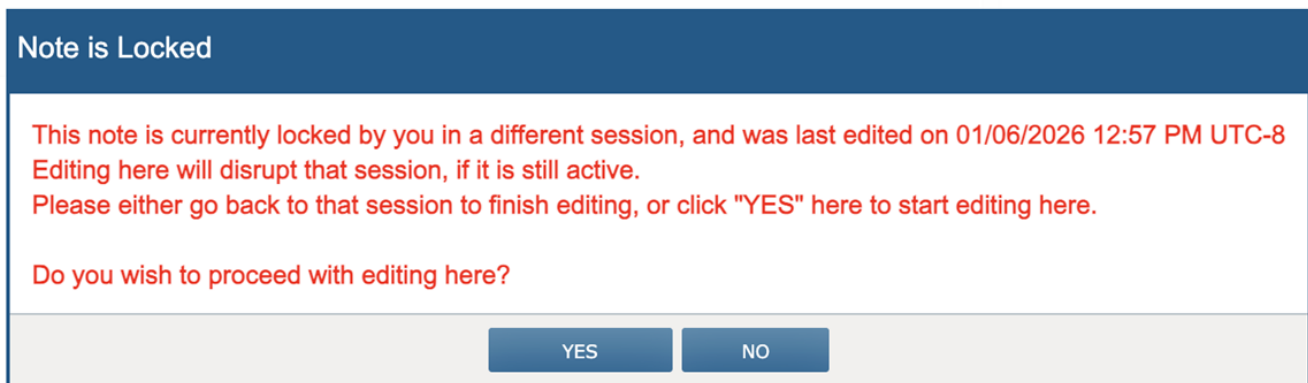 Note is Locked
This note is currently locked by you in a different session, and was last edited on 01/06/2026 12:57 PM UTC-8
Editing here will disrupt that session, if it is still active.
Please either go back to that session to finish editing, or click "YES" here to start editing here.
Do you wish to proceed with editing here?
YES NO